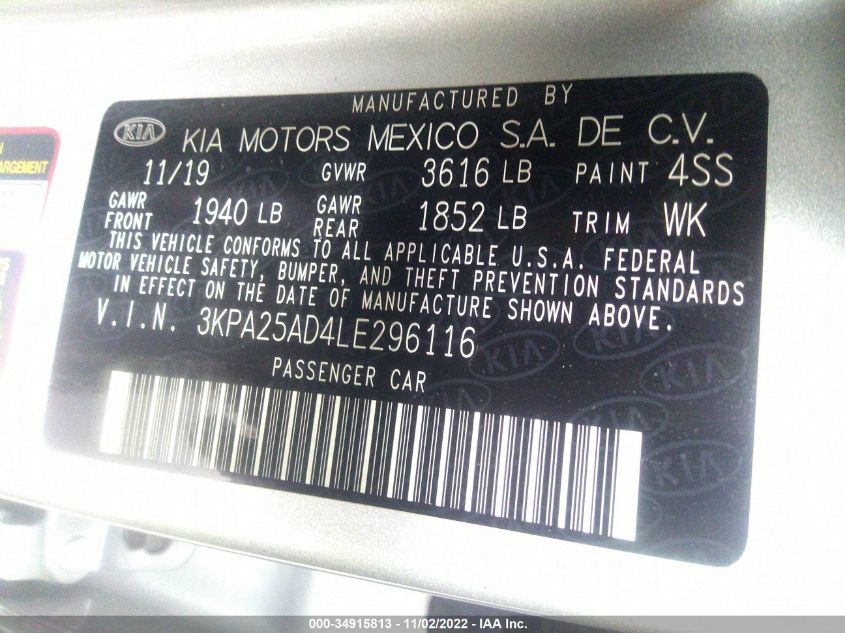 MANUFACTURED BY
KIA KIA MOTORS MEXICO S.A. DE C.V.
11/19 GVWR 3616 LB PAINT 4SS
GAWR FRONT 1940 LB GAWR REAR 1852 LB TRIM WK
THIS VEHICLE CONFORMS TO ALL APPLICABLE U.S.A. FEDERAL
MOTOR VEHICLE SAFETY, BUMPER, AND THEFT PREVENTION STANDARDS
IN EFFECT ON THE DATE OF MANUFACTURE SHOWN ABOVE.
V.I.N. 3KPA25AD4LE296116
PASSENGER CAR
ARGEMENT
000-34915813 - 11/02/2022 - IAA Inc.